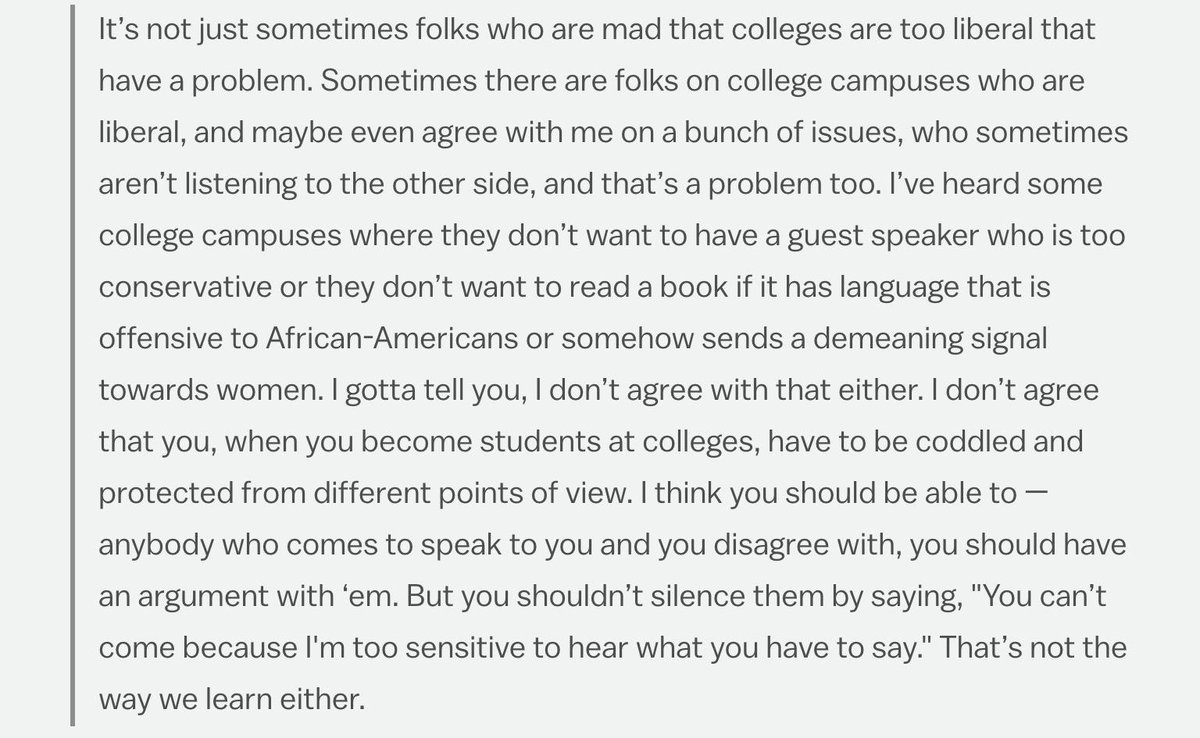 It’s not just sometimes folks who are mad that colleges are too liberal that
have a problem. Sometimes there are folks on college campuses who are
liberal, and maybe even agree with me on a bunch of issues, who sometimes
aren’t listening to the other side, and that’s a problem too. I’ve heard some
college campuses where they don’t want to have a guest speaker who is too
conservative or they don’t want to read a book if it has language that is
offensive to African-Americans or somehow sends a demeaning signal
towards women. I gotta tell you, I don’t agree with that either. I don’t agree
that you, when you become students at colleges, have to be coddled and
protected from different points of view. I think you should be able to —
anybody who comes to speak to you and you disagree with, you should have
an argument with ‘em. But you shouldn’t silence them by saying, "You can’t
come because I'm too sensitive to hear what you have to say." That’s not the
way we learn either.